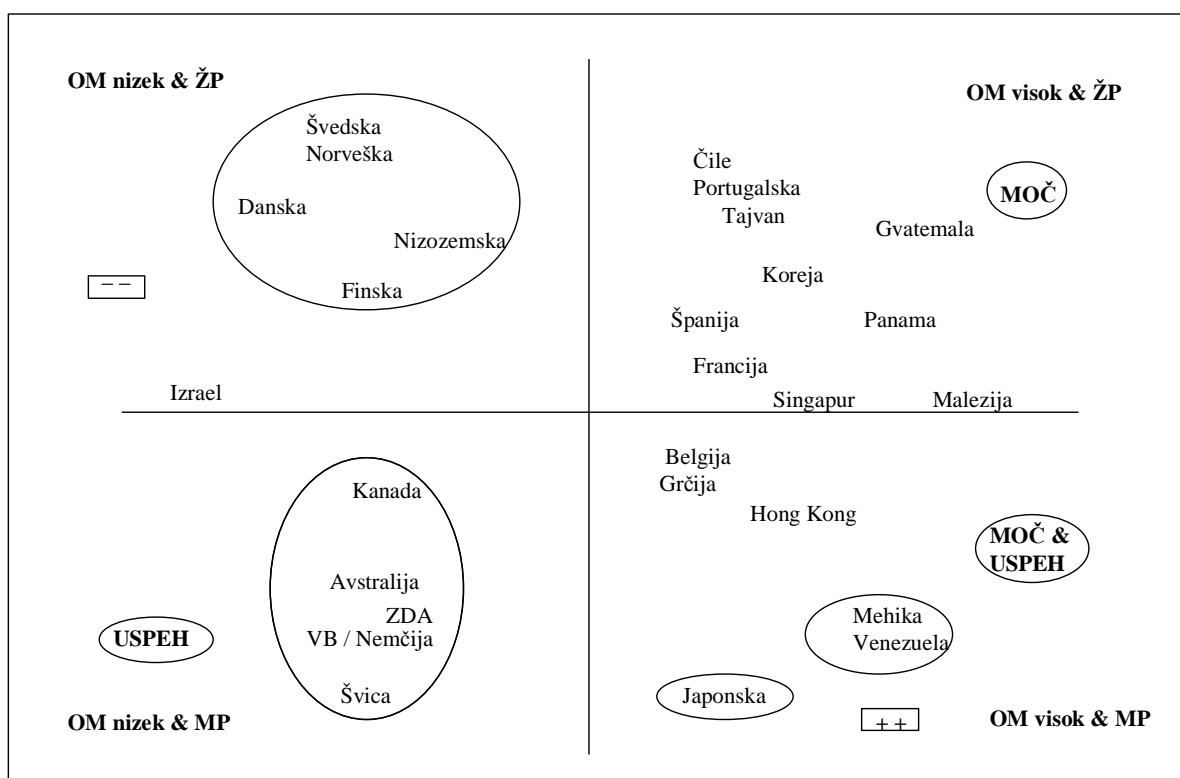 OM nizek & ŽP
Švedska
Norveška
Danska
Nizozemska
Finska
– –
Izrael
OM visok & ŽP
Čile
Portugalska
Tajvan
MOČ
Gvatemala
Koreja
Španija
Panama
Francija
Singapur
Malezija
Kanada
Avstralija
ZDA
VB / Nemčija
USPEH
Švica
OM nizek & MP
Belgija
Grčija
Hong Kong
MOČ &
USPEH
Mehika
Venezuela
Japonska
+ +
OM visok & MP